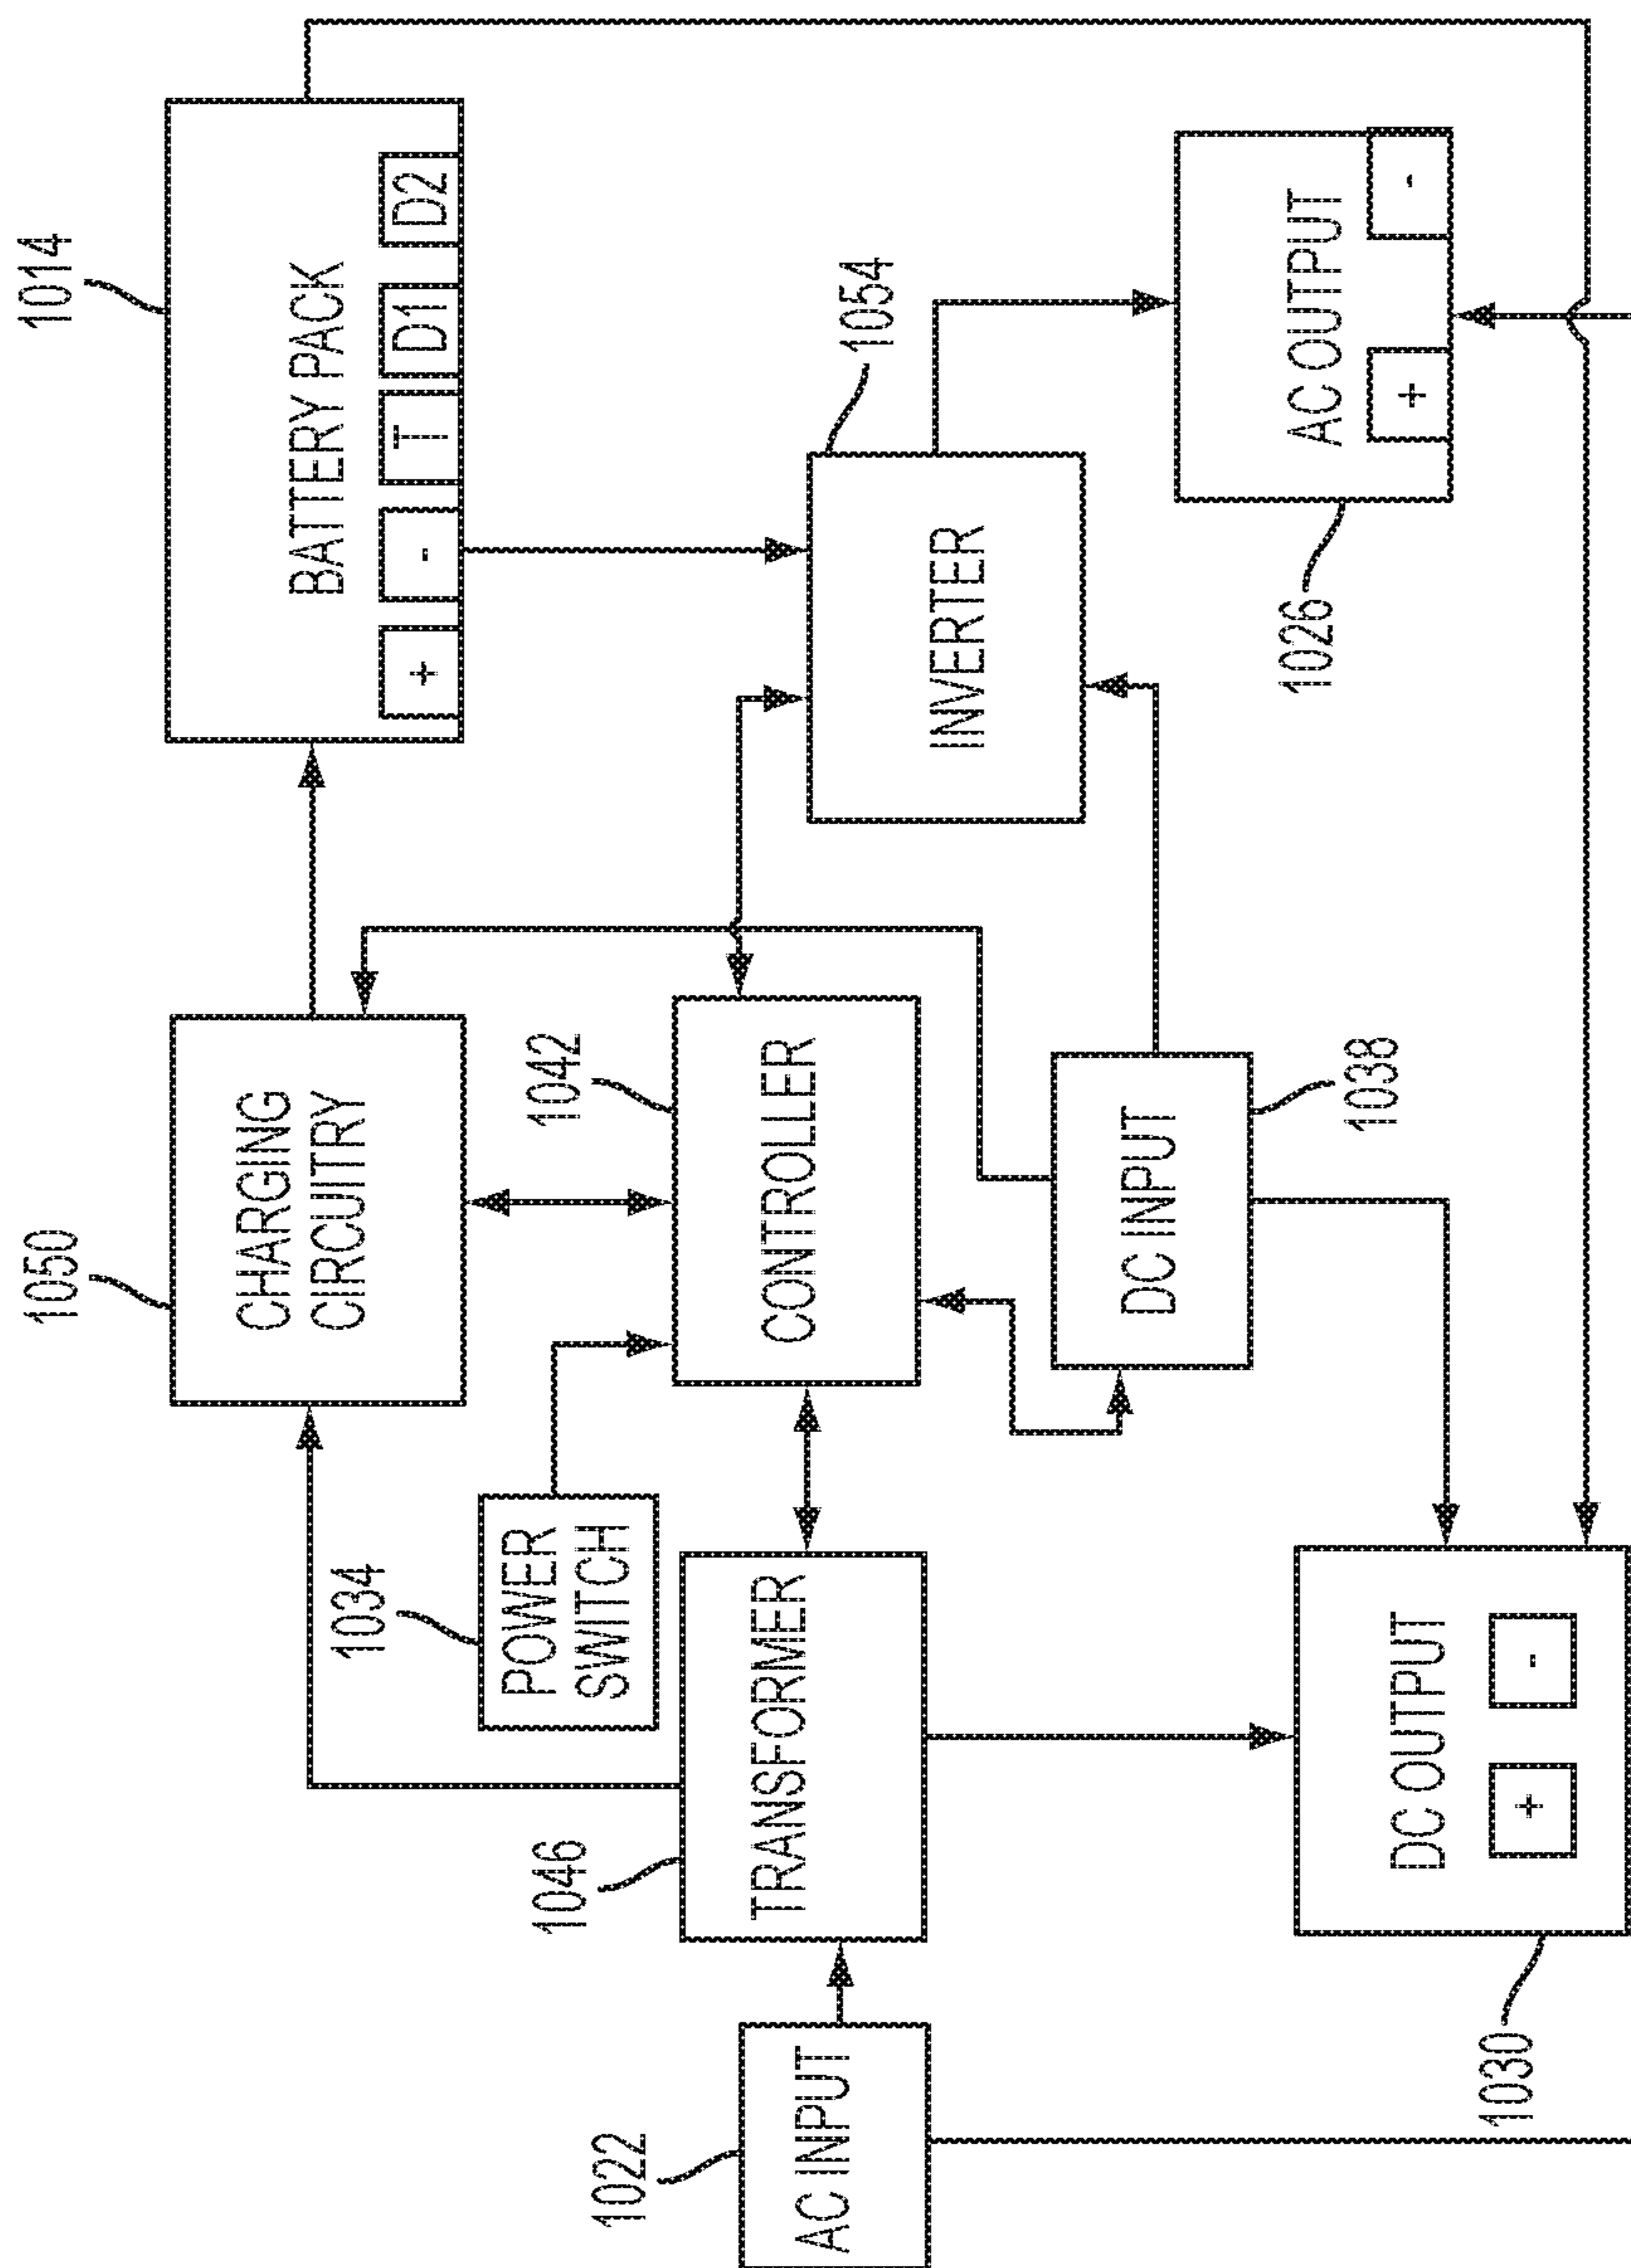 1014
BATTERY PACK
+
-
T
D1
D2
1050
CHARGING
CIRCUITRY
1034
POWER
SWITCH
1042
CONTROLLER
1054
INVERTER
1046
TRANSFORMER
1022
AC INPUT
DC INPUT
1038
AC OUTPUT
+
-
1026
DC OUTPUT
+
-
1030